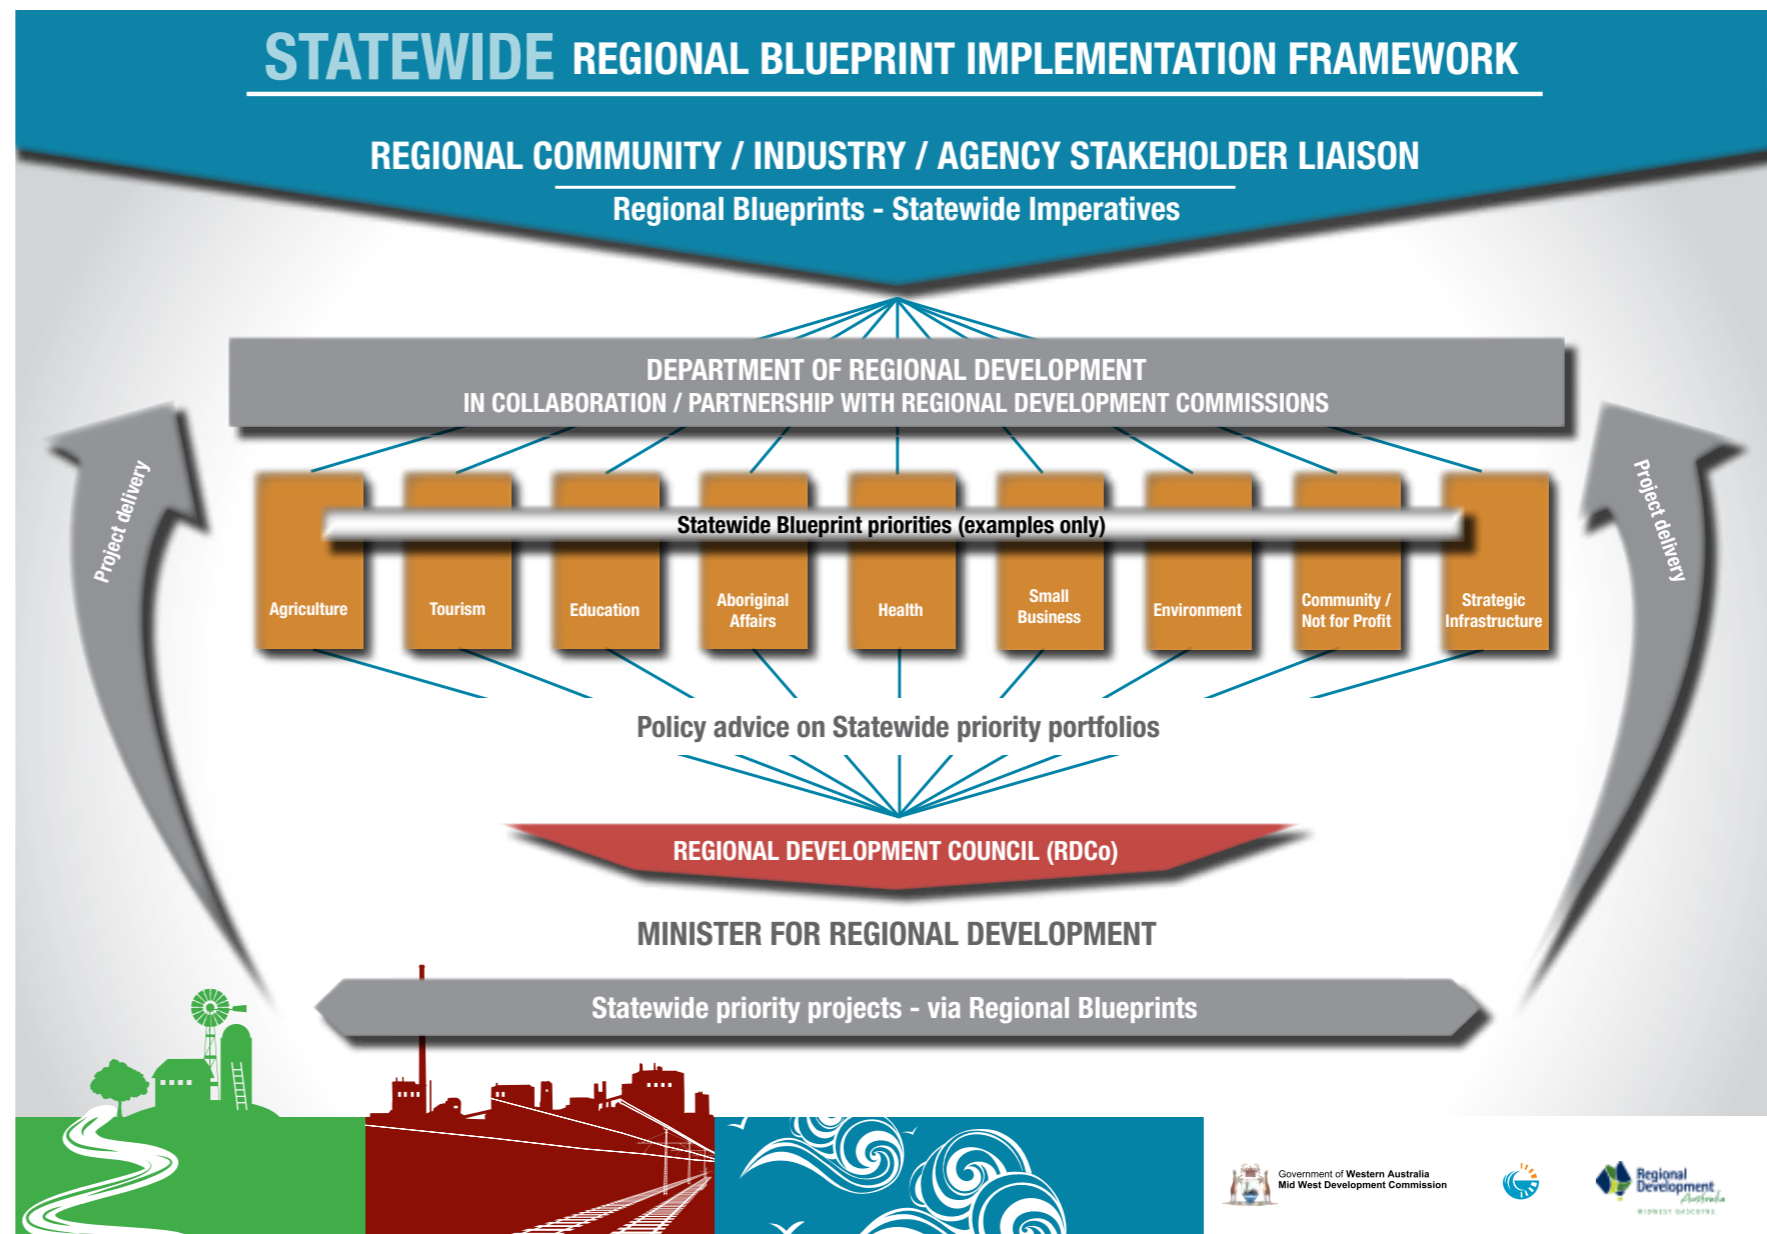 STATEWIDE REGIONAL BLUEPRINT IMPLEMENTATION FRAMEWORK
REGIONAL COMMUNITY / INDUSTRY / AGENCY STAKEHOLDER LIAISON
Regional Blueprints - Statewide Imperatives
DEPARTMENT OF REGIONAL DEVELOPMENT
IN COLLABORATION / PARTNERSHIP WITH REGIONAL DEVELOPMENT COMMISSIONS
Project delivery
Project delivery
Statewide Blueprint priorities (examples only)
Agriculture
Tourism
Education
Aboriginal
Affairs
Health
Small
Business
Environment
Community /
Not for Profit
Strategic
Infrastructure
Policy advice on Statewide priority portfolios
REGIONAL DEVELOPMENT COUNCIL (RDCo)
MINISTER FOR REGIONAL DEVELOPMENT
Statewide priority projects - via Regional Blueprints
Government of Western Australia
Mid West Development Commission
Regional
Development
Australia
MIDWEST GASCOYNE